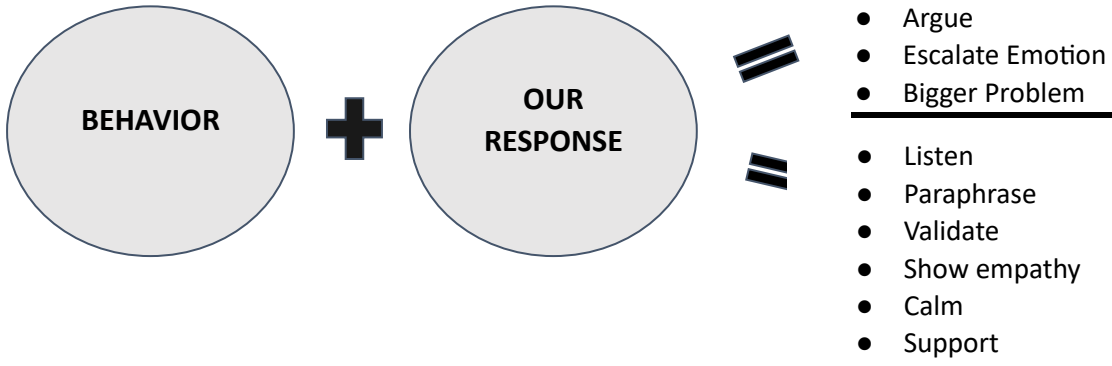 BEHAVIOR
OUR
RESPONSE
● Argue
● Escalate Emotion
● Bigger Problem
● Listen
● Paraphrase
● Validate
● Show empathy
● Calm
● Support